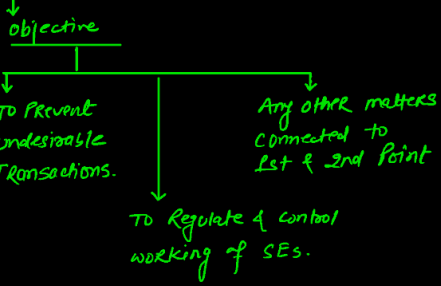 Objective
To Prevent
undesirable
Transactions.
To Regulate & control
working of SEs.
Any other matters
connected to
1st & 2nd Point